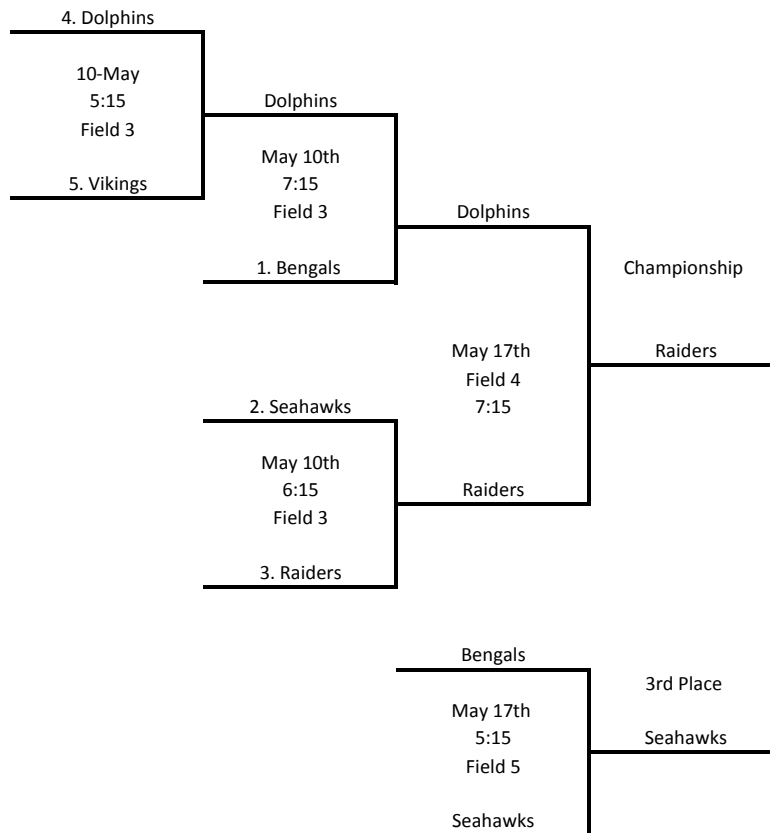 4. Dolphins
10-May
5:15
Field 3
5. Vikings
Dolphins
May 10th
7:15
Field 3
1. Bengals
Dolphins
Championship
May 17th
Field 4
7:15
Raiders
2. Seahawks
May 10th
6:15
Field 3
Raiders
3. Raiders
Bengals
3rd Place
May 17th
5:15
Field 5
Seahawks
Seahawks